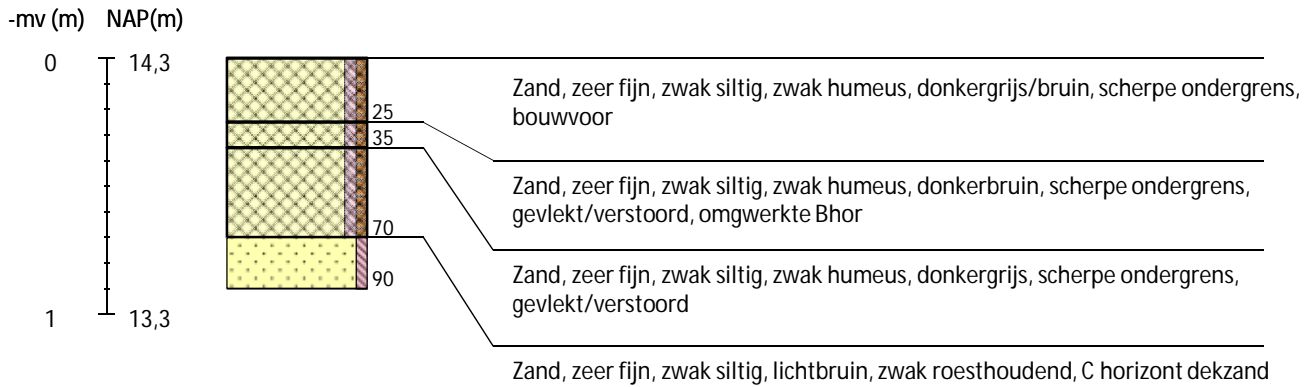 -mv (m) NAP(m)
0 14,3
Zand, zeer fijn, zwak siltig, zwak humeus, donkergrijs/bruin, scherpe ondergrens,
bouwvoor
25
35
Zand, zeer fijn, zwak siltig, zwak humeus, donkerbruin, scherpe ondergrens,
gevlekt/verstoord, omgwerkte Bhor
70
Zand, zeer fijn, zwak siltig, zwak humeus, donkergrijs, scherpe ondergrens,
gevlekt/verstoord
90
1 13,3
Zand, zeer fijn, zwak siltig, lichtbruin, zwak roesthoudend, C horizont dekzand